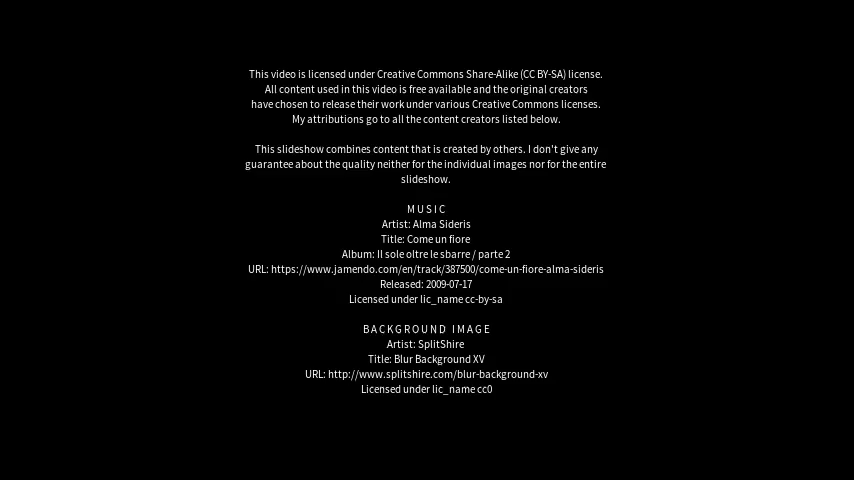 This video is licensed under Creative Commons Share-Alike (CC BY-SA) license.
All content used in this video is free available and the original creators
have chosen to release their work under various Creative Commons licenses.
My attributions go to all the content creators listed below.
This slideshow combines content that is created by others. I don't give any
guarantee about the quality neither for the individual images nor for the entire
slideshow.
MUSIC
Artist: Alma Sideris
Title: Come un fiore
Album: Il sole oltre le sbarre / parte 2
URL: https://www.jamendo.com/en/track/387500/come-un-fiore-alma-sideris
Released: 2009-07-17
Licensed under lic_name cc-by-sa
BACKGROUND IMAGE
Artist: SplitShire
Title: Blur Background XV
URL: http://www.splitshire.com/blur-background-xv
Licensed under lic_name cc0